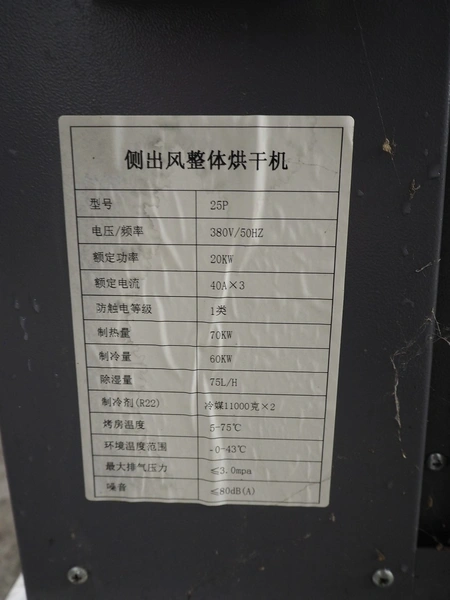 侧出风整体烘干机
型号 25P
电压/频率 380V/50HZ
额定功率 20KW
额定电流 40A×3
防触电等级 1类
制热量 70KW
制冷量 60KW
除湿量 75L/H
制冷剂(R22) 冷媒11000克×2
烤房温度 5-75℃
环境温度范围 -0-43℃
最大排气压力 ≤3.0mpa
噪音 ≤80dB(A)